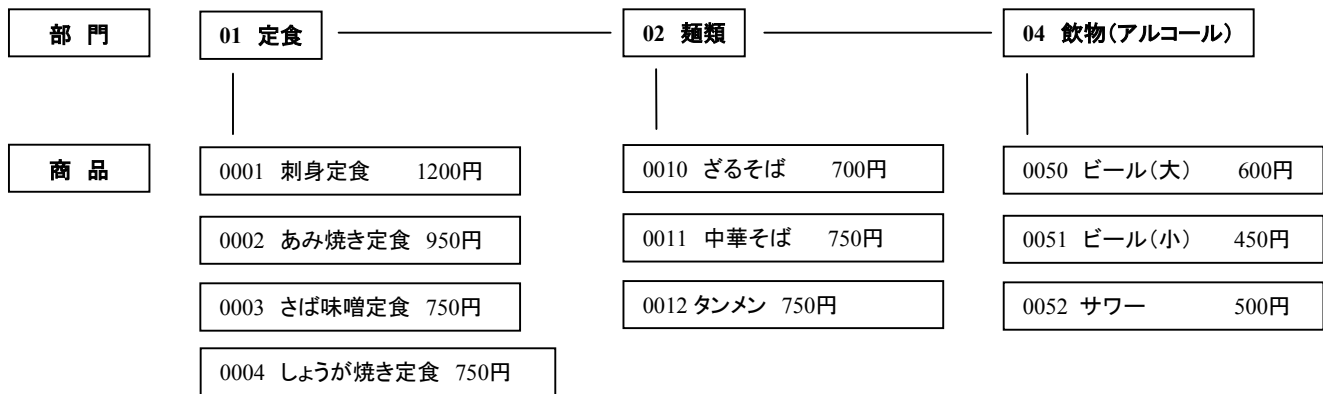 部 門 01 定食 02 麺類 04 飲物(アルコール)
商 品 0001 刺身定食 1200円 0010 ざるそば 700円 0050 ビール(大) 600円
0002 あみ焼き定食 950円 0011 中華そば 750円 0051 ビール(小) 450円
0003 さば味噌定食 750円 0012 タンメン 750円 0052 サワー 500円
0004 しょうが焼き定食 750円